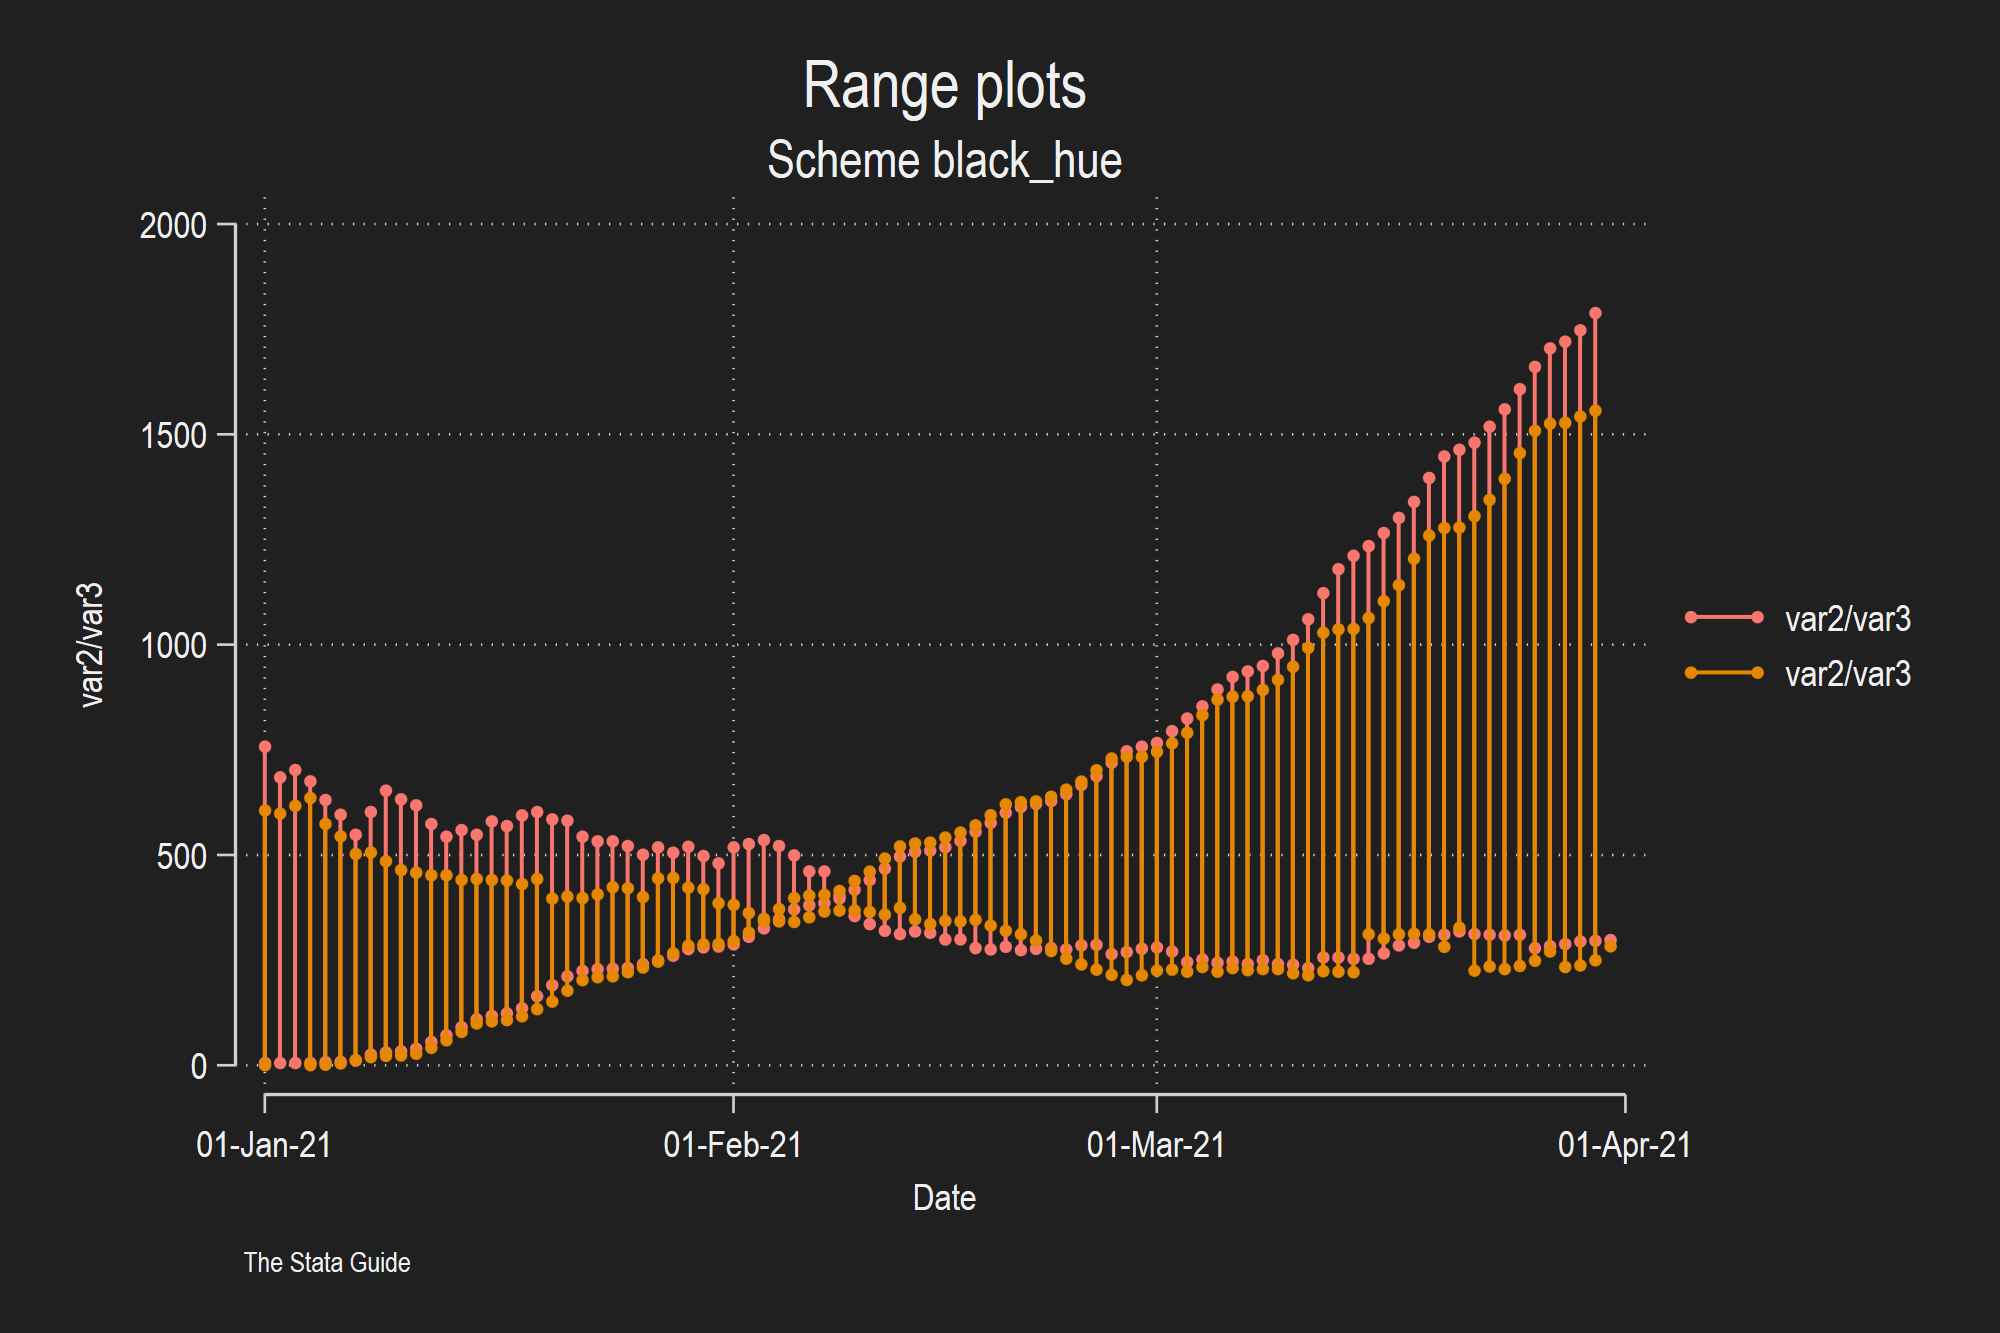 Range plots
Scheme black_hue
2000
1500
1000
500
0
var2/var3
var2/var3
var2/var3
01-Jan-21
01-Feb-21
01-Mar-21
01-Apr-21
Date
The Stata Guide